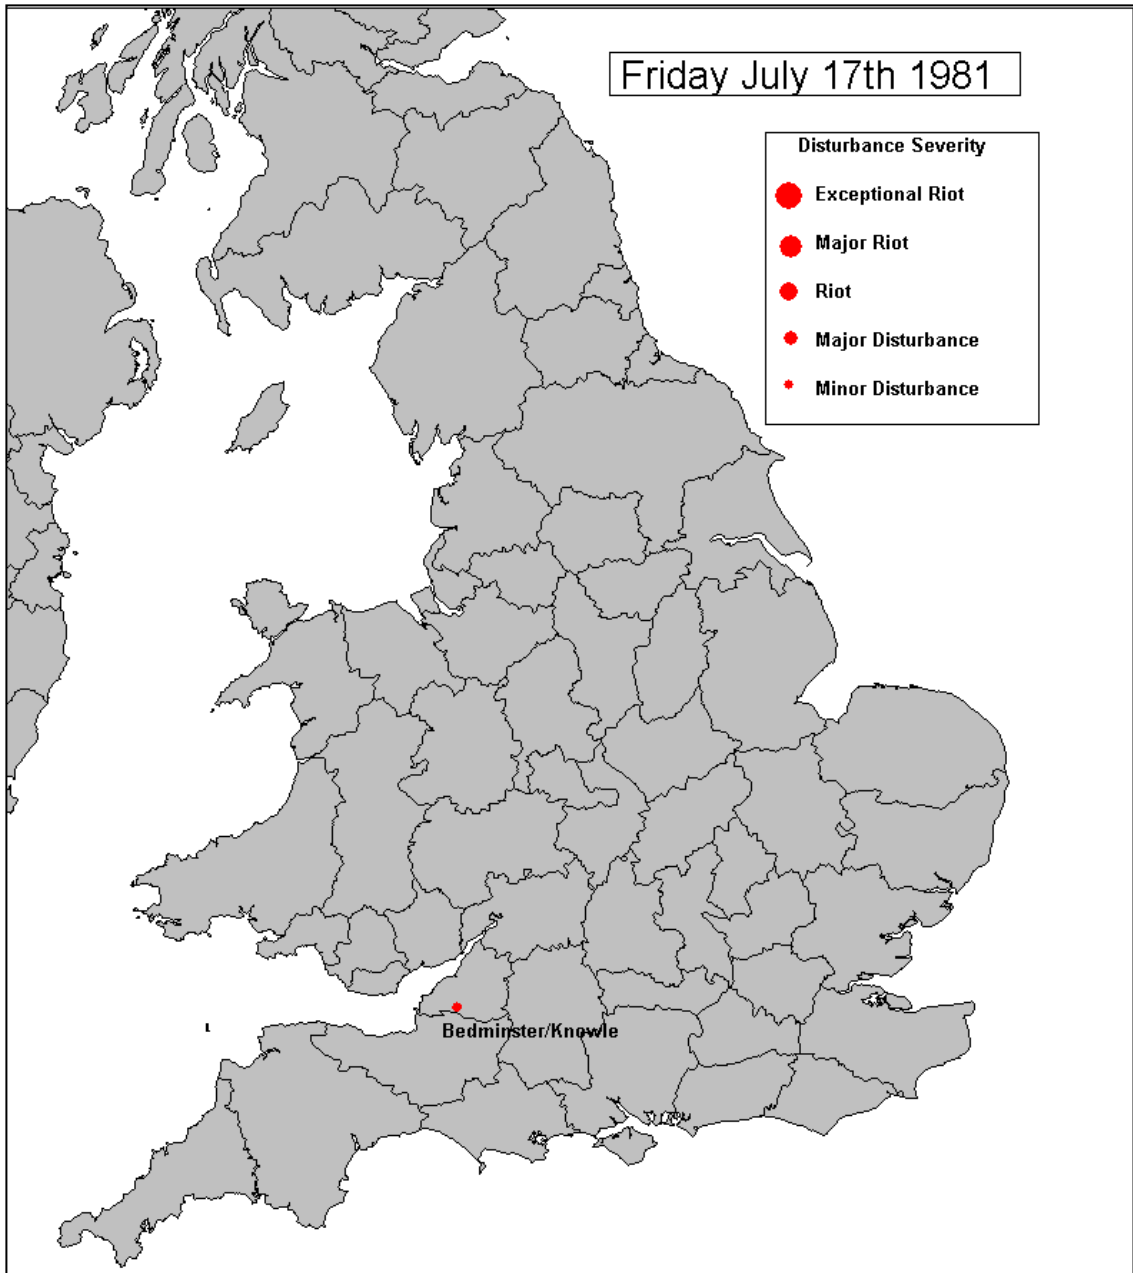 Friday July 17th 1981
Disturbance Severity
Exceptional Riot
Major Riot
Riot
Major Disturbance
Minor Disturbance
Bedminster/Knowle